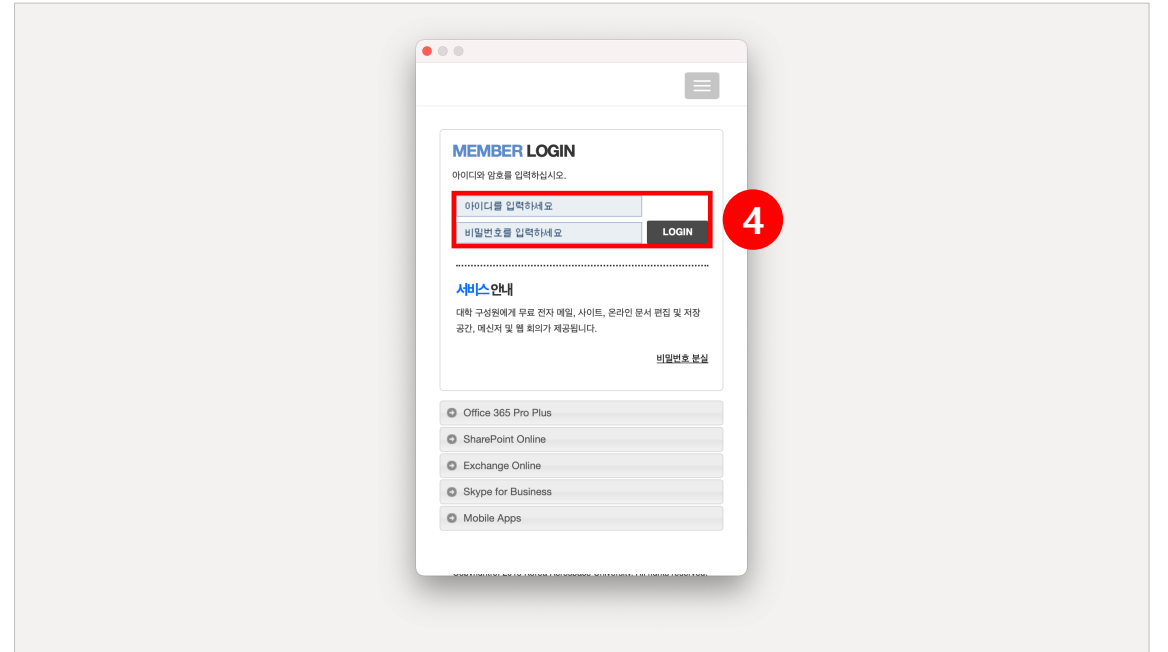 MEMBER LOGIN
아이디와 암호를 입력하십시오.
아이디를 입력하세요
비밀번호를 입력하세요
LOGIN
4
서비스 안내
대학 구성원에게 무료 전자 메일, 사이트, 온라인 문서 편집 및 저장
공간, 메신저 및 웹 회의가 제공됩니다.
비밀번호 분실
Office 365 Pro Plus
SharePoint Online
Exchange Online
Skype for Business
Mobile Apps